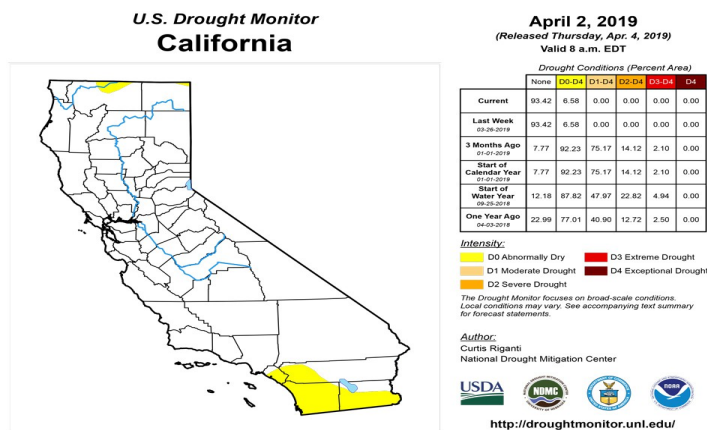 U.S. Drought Monitor
California
April 2, 2019
(Released Thursday, Apr. 4, 2019)
Valid 8 a.m. EDT
Drought Conditions (Percent Area)
None D0-D4 D1-D4 D2-D4 D3-D4 D4
Current 93.42 6.58 0.00 0.00 0.00 0.00
Last Week 03-26-2019 93.42 6.58 0.00 0.00 0.00 0.00
3 Months Ago 01-01-2019 7.77 92.23 75.17 14.12 2.10 0.00
Start of Calendar Year 01-01-2019 7.77 92.23 75.17 14.12 2.10 0.00
Start of Water Year 09-25-2018 12.18 87.82 47.97 22.82 4.94 0.00
One Year Ago 04-03-2018 22.99 77.01 40.90 12.72 2.50 0.00
Intensity:
D0 Abnormally Dry D3 Extreme Drought
D1 Moderate Drought D4 Exceptional Drought
D2 Severe Drought
The Drought Monitor focuses on broad-scale conditions.
Local conditions may vary. See accompanying text summary
for forecast statements.
Author:
Curtis Riganti
National Drought Mitigation Center
USDA NDMC NOAA
http://droughtmonitor.unl.edu/